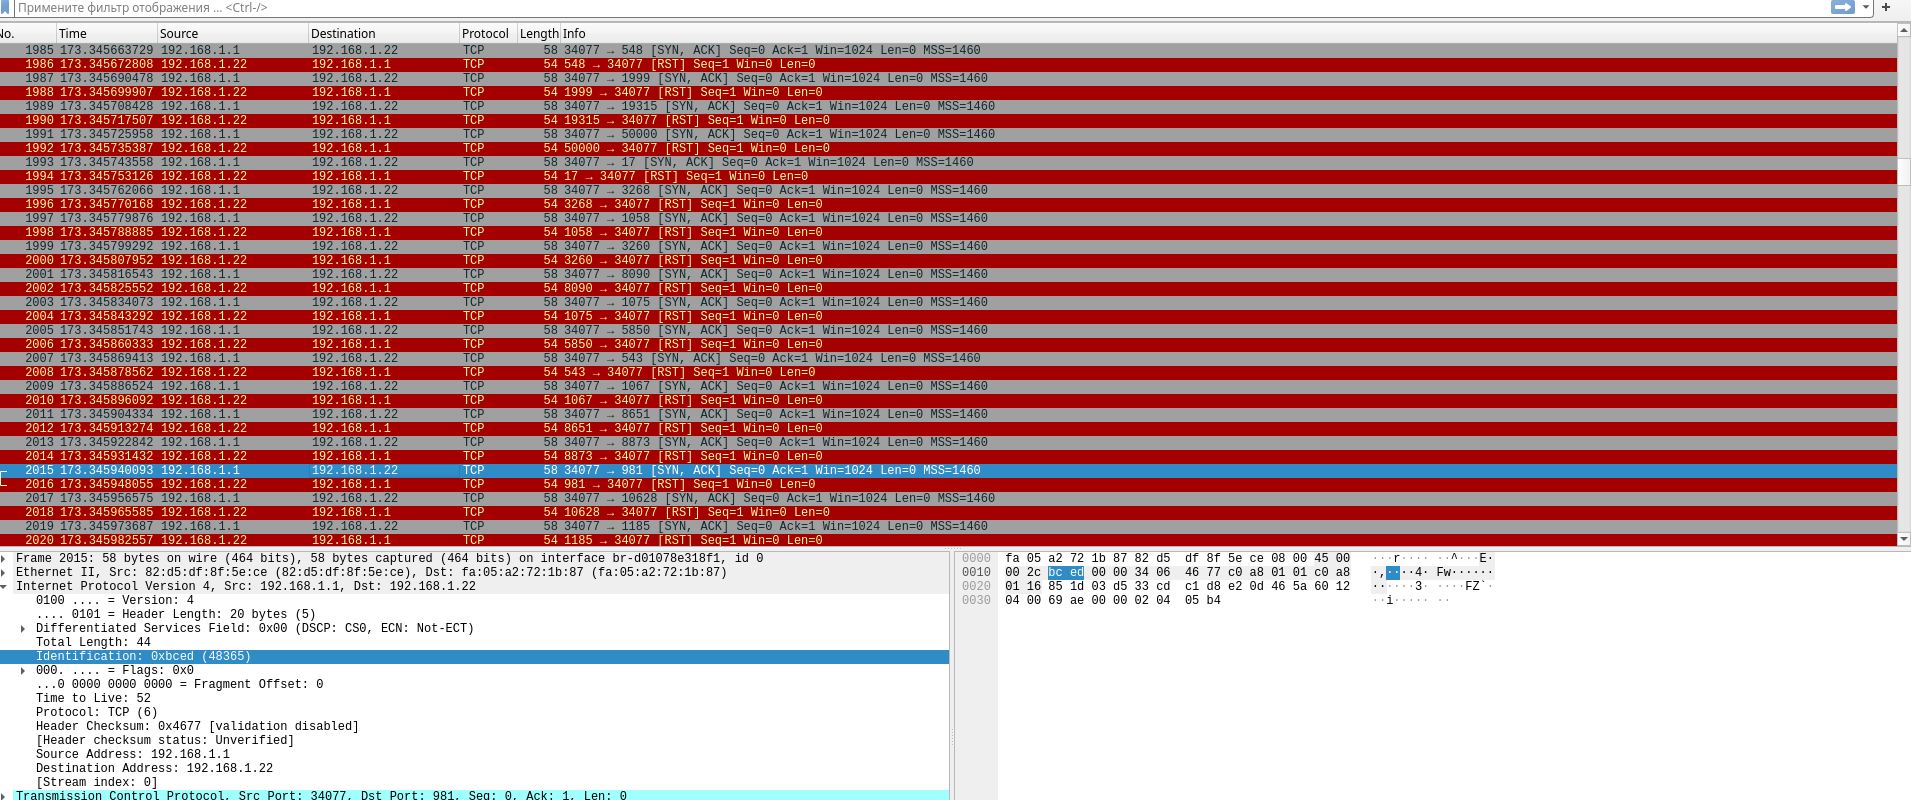 Примените фильтр отображения ... <Ctrl-/>
No. Time Source Destination Protocol Length Info
1985 173.345663729 192.168.1.1 192.168.1.22 TCP 58 34077 → 548 [SYN, ACK] Seq=0 Ack=1 Win=1024 Len=0 MSS=1460
1986 173.345672808 192.168.1.22 192.168.1.1 TCP 54 548 → 34077 [RST] Seq=1 Win=0 Len=0
1987 173.345690478 192.168.1.1 192.168.1.22 TCP 58 34077 → 1999 [SYN, ACK] Seq=0 Ack=1 Win=1024 Len=0 MSS=1460
1988 173.345699907 192.168.1.22 192.168.1.1 TCP 54 1999 → 34077 [RST] Seq=1 Win=0 Len=0
1989 173.345708428 192.168.1.1 192.168.1.22 TCP 58 34077 → 19315 [SYN, ACK] Seq=0 Ack=1 Win=1024 Len=0 MSS=1460
1990 173.345717507 192.168.1.22 192.168.1.1 TCP 54 19315 → 34077 [RST] Seq=1 Win=0 Len=0
1991 173.345725958 192.168.1.1 192.168.1.22 TCP 58 34077 → 50000 [SYN, ACK] Seq=0 Ack=1 Win=1024 Len=0 MSS=1460
1992 173.345735387 192.168.1.22 192.168.1.1 TCP 54 50000 → 34077 [RST] Seq=1 Win=0 Len=0
1993 173.345743558 192.168.1.1 192.168.1.22 TCP 58 34077 → 17 [SYN, ACK] Seq=0 Ack=1 Win=1024 Len=0 MSS=1460
1994 173.345753126 192.168.1.22 192.168.1.1 TCP 54 17 → 34077 [RST] Seq=1 Win=0 Len=0
1995 173.345762066 192.168.1.1 192.168.1.22 TCP 58 34077 → 3268 [SYN, ACK] Seq=0 Ack=1 Win=1024 Len=0 MSS=1460
1996 173.345770168 192.168.1.22 192.168.1.1 TCP 54 3268 → 34077 [RST] Seq=1 Win=0 Len=0
1997 173.345779876 192.168.1.1 192.168.1.22 TCP 58 34077 → 1058 [SYN, ACK] Seq=0 Ack=1 Win=1024 Len=0 MSS=1460
1998 173.345788885 192.168.1.22 192.168.1.1 TCP 54 1058 → 34077 [RST] Seq=1 Win=0 Len=0
1999 173.345799292 192.168.1.1 192.168.1.22 TCP 58 34077 → 3260 [SYN, ACK] Seq=0 Ack=1 Win=1024 Len=0 MSS=1460
2000 173.345807952 192.168.1.22 192.168.1.1 TCP 54 3260 → 34077 [RST] Seq=1 Win=0 Len=0
2001 173.345816543 192.168.1.1 192.168.1.22 TCP 58 34077 → 8090 [SYN, ACK] Seq=0 Ack=1 Win=1024 Len=0 MSS=1460
2002 173.345825552 192.168.1.22 192.168.1.1 TCP 54 8090 → 34077 [RST] Seq=1 Win=0 Len=0
2003 173.345834073 192.168.1.1 192.168.1.22 TCP 58 34077 → 1075 [SYN, ACK] Seq=0 Ack=1 Win=1024 Len=0 MSS=1460
2004 173.345843292 192.168.1.22 192.168.1.1 TCP 54 1075 → 34077 [RST] Seq=1 Win=0 Len=0
2005 173.345851743 192.168.1.1 192.168.1.22 TCP 58 34077 → 5850 [SYN, ACK] Seq=0 Ack=1 Win=1024 Len=0 MSS=1460
2006 173.345860333 192.168.1.22 192.168.1.1 TCP 54 5850 → 34077 [RST] Seq=1 Win=0 Len=0
2007 173.345869413 192.168.1.1 192.168.1.22 TCP 58 34077 → 543 [SYN, ACK] Seq=0 Ack=1 Win=1024 Len=0 MSS=1460
2008 173.345878562 192.168.1.22 192.168.1.1 TCP 54 543 → 34077 [RST] Seq=1 Win=0 Len=0
2009 173.345886524 192.168.1.1 192.168.1.22 TCP 58 34077 → 1067 [SYN, ACK] Seq=0 Ack=1 Win=1024 Len=0 MSS=1460
2010 173.345896092 192.168.1.22 192.168.1.1 TCP 54 1067 → 34077 [RST] Seq=1 Win=0 Len=0
2011 173.345904334 192.168.1.1 192.168.1.22 TCP 58 34077 → 8651 [SYN, ACK] Seq=0 Ack=1 Win=1024 Len=0 MSS=1460
2012 173.345913274 192.168.1.22 192.168.1.1 TCP 54 8651 → 34077 [RST] Seq=1 Win=0 Len=0
2013 173.345922842 192.168.1.1 192.168.1.22 TCP 58 34077 → 8873 [SYN, ACK] Seq=0 Ack=1 Win=1024 Len=0 MSS=1460
2014 173.345931432 192.168.1.22 192.168.1.1 TCP 54 8873 → 34077 [RST] Seq=1 Win=0 Len=0
2015 173.345940093 192.168.1.1 192.168.1.22 TCP 58 34077 → 981 [SYN, ACK] Seq=0 Ack=1 Win=1024 Len=0 MSS=1460
2016 173.345948055 192.168.1.22 192.168.1.1 TCP 54 981 → 34077 [RST] Seq=1 Win=0 Len=0
2017 173.345956575 192.168.1.1 192.168.1.22 TCP 58 34077 → 10628 [SYN, ACK] Seq=0 Ack=1 Win=1024 Len=0 MSS=1460
2018 173.345965585 192.168.1.22 192.168.1.1 TCP 54 10628 → 34077 [RST] Seq=1 Win=0 Len=0
2019 173.345973687 192.168.1.1 192.168.1.22 TCP 58 34077 → 1185 [SYN, ACK] Seq=0 Ack=1 Win=1024 Len=0 MSS=1460
2020 173.345982557 192.168.1.22 192.168.1.1 TCP 54 1185 → 34077 [RST] Seq=1 Win=0 Len=0
Frame 2015: 58 bytes on wire (464 bits), 58 bytes captured (464 bits) on interface br-d01078e318f1, id 0
Ethernet II, Src: 82:d5:df:8f:5e:ce (82:d5:df:8f:5e:ce), Dst: fa:05:a2:72:1b:87 (fa:05:a2:72:1b:87)
Internet Protocol Version 4, Src: 192.168.1.1, Dst: 192.168.1.22
0100 .... = Version: 4
.... 0101 = Header Length: 20 bytes (5)
Differentiated Services Field: 0x00 (DSCP: CS0, ECN: Not-ECT)
Total Length: 44
Identification: 0xbced (48365)
000. .... = Flags: 0x0
...0 0000 0000 0000 = Fragment Offset: 0
Time to Live: 52
Protocol: TCP (6)
Header Checksum: 0x4677 [validation disabled]
[Header checksum status: Unverified]
Source Address: 192.168.1.1
Destination Address: 192.168.1.22
[Stream index: 0]
Transmission Control Protocol, Src Port: 34077, Dst Port: 981, Seq: 0, Ack: 1, Len: 0
0000 fa 05 a2 72 1b 87 82 d5 df 8f 5e ce 08 00 45 00 ···r···· ··^···E·
0010 00 2c bc ed 00 00 34 06 46 77 c0 a8 01 01 c0 a8 ·,····4· Fw······
0020 01 16 85 1d 03 d5 33 cd c1 d8 e2 0d 46 5a 60 12 ······3· ····FZ`·
0030 04 00 69 ae 00 00 02 04 05 b4 ··i····· ··